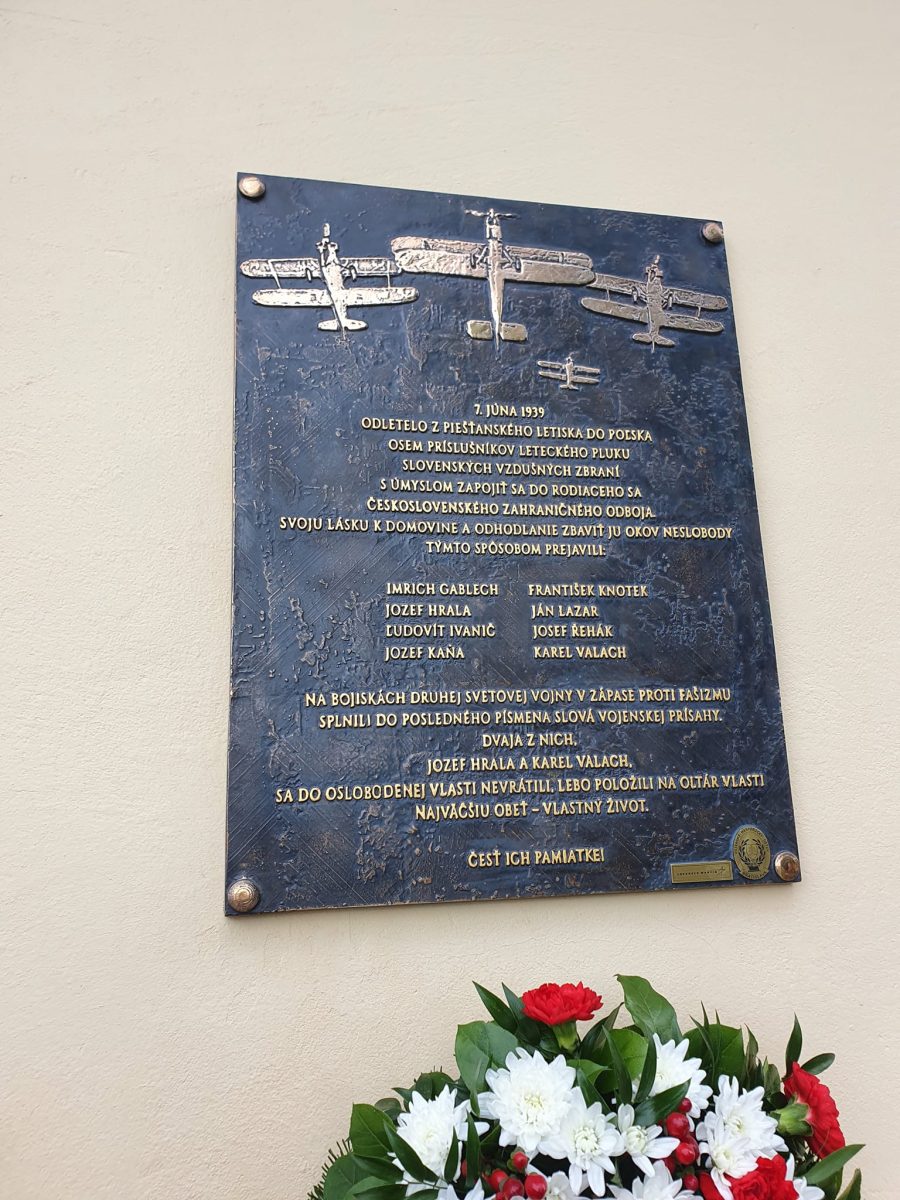 7. JÚNA 1939
ODLETELO Z PIEŠŤANSKÉHO LETISKA DO POĽSKA
OSEM PRÍSLUŠNÍKOV LETECKÉHO PLUKU
SLOVENSKÝCH VZDUŠNÝCH ZBRANÍ
S ÚMYSLOM ZAPOJIŤ SA DO RODIACEHO SA
ČESKOSLOVENSKÉHO ZAHRANIČNÉHO ODBOJA.
SVOJU LÁSKU K DOMOVINE A ODHODLANIE ZBAVIŤ JU OKOV NESLOBODY
TÝMTO SPÔSOBOM PREJAVILI:
IMRICH GABLECH FRANTIŠEK KNOTEK
JOZEF HRALA JÁN LAZAR
ĽUDOVÍT IVANIČ JOSEF ŘEHÁK
JOZEF KAŇA KAREL VALACH
NA BOJISKÁCH DRUHEJ SVETOVEJ VOJNY V ZÁPASE PROTI FAŠIZMU
SPLNILI DO POSLEDNÉHO PÍSMENA SLOVÁ VOJENSKEJ PRÍSAHY.
DVAJA Z NICH,
JOZEF HRALA A KAREL VALACH,
SA DO OSLOBODENEJ VLASTI NEVRÁTILI, LEBO POLOŽILI NA OLTÁR VLASTI
NAJVÄČŠIU OBEŤ – VLASTNÝ ŽIVOT.
ČESŤ ICH PAMIATKE!